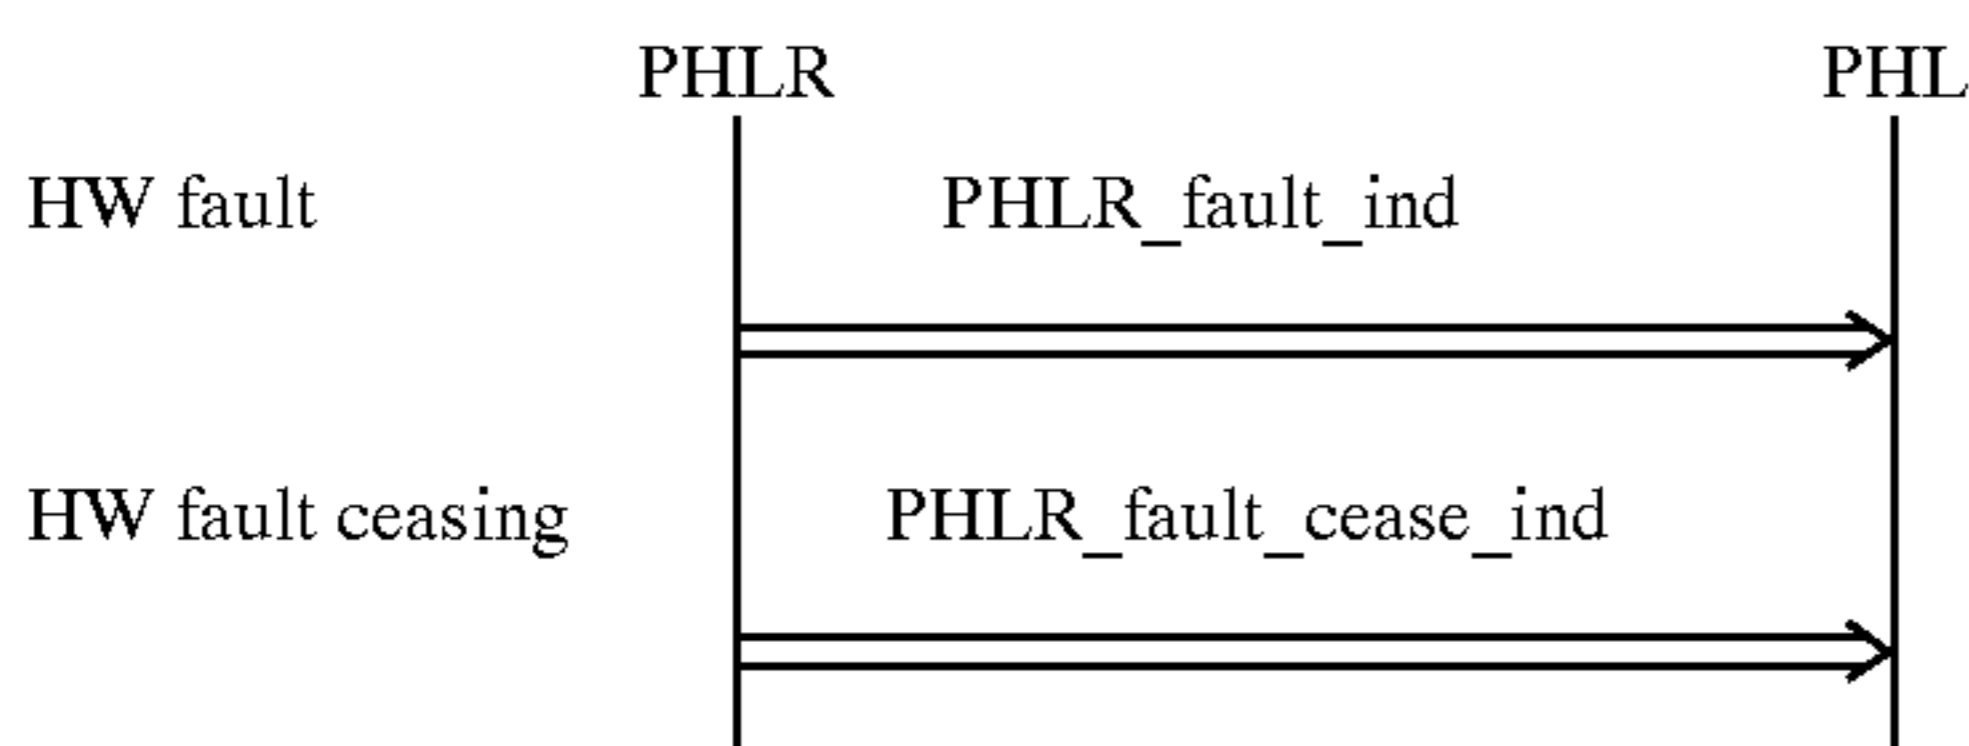 PHLR PHL
HW fault PHLR_fault_ind
HW fault ceasing PHLR_fault_cease_ind